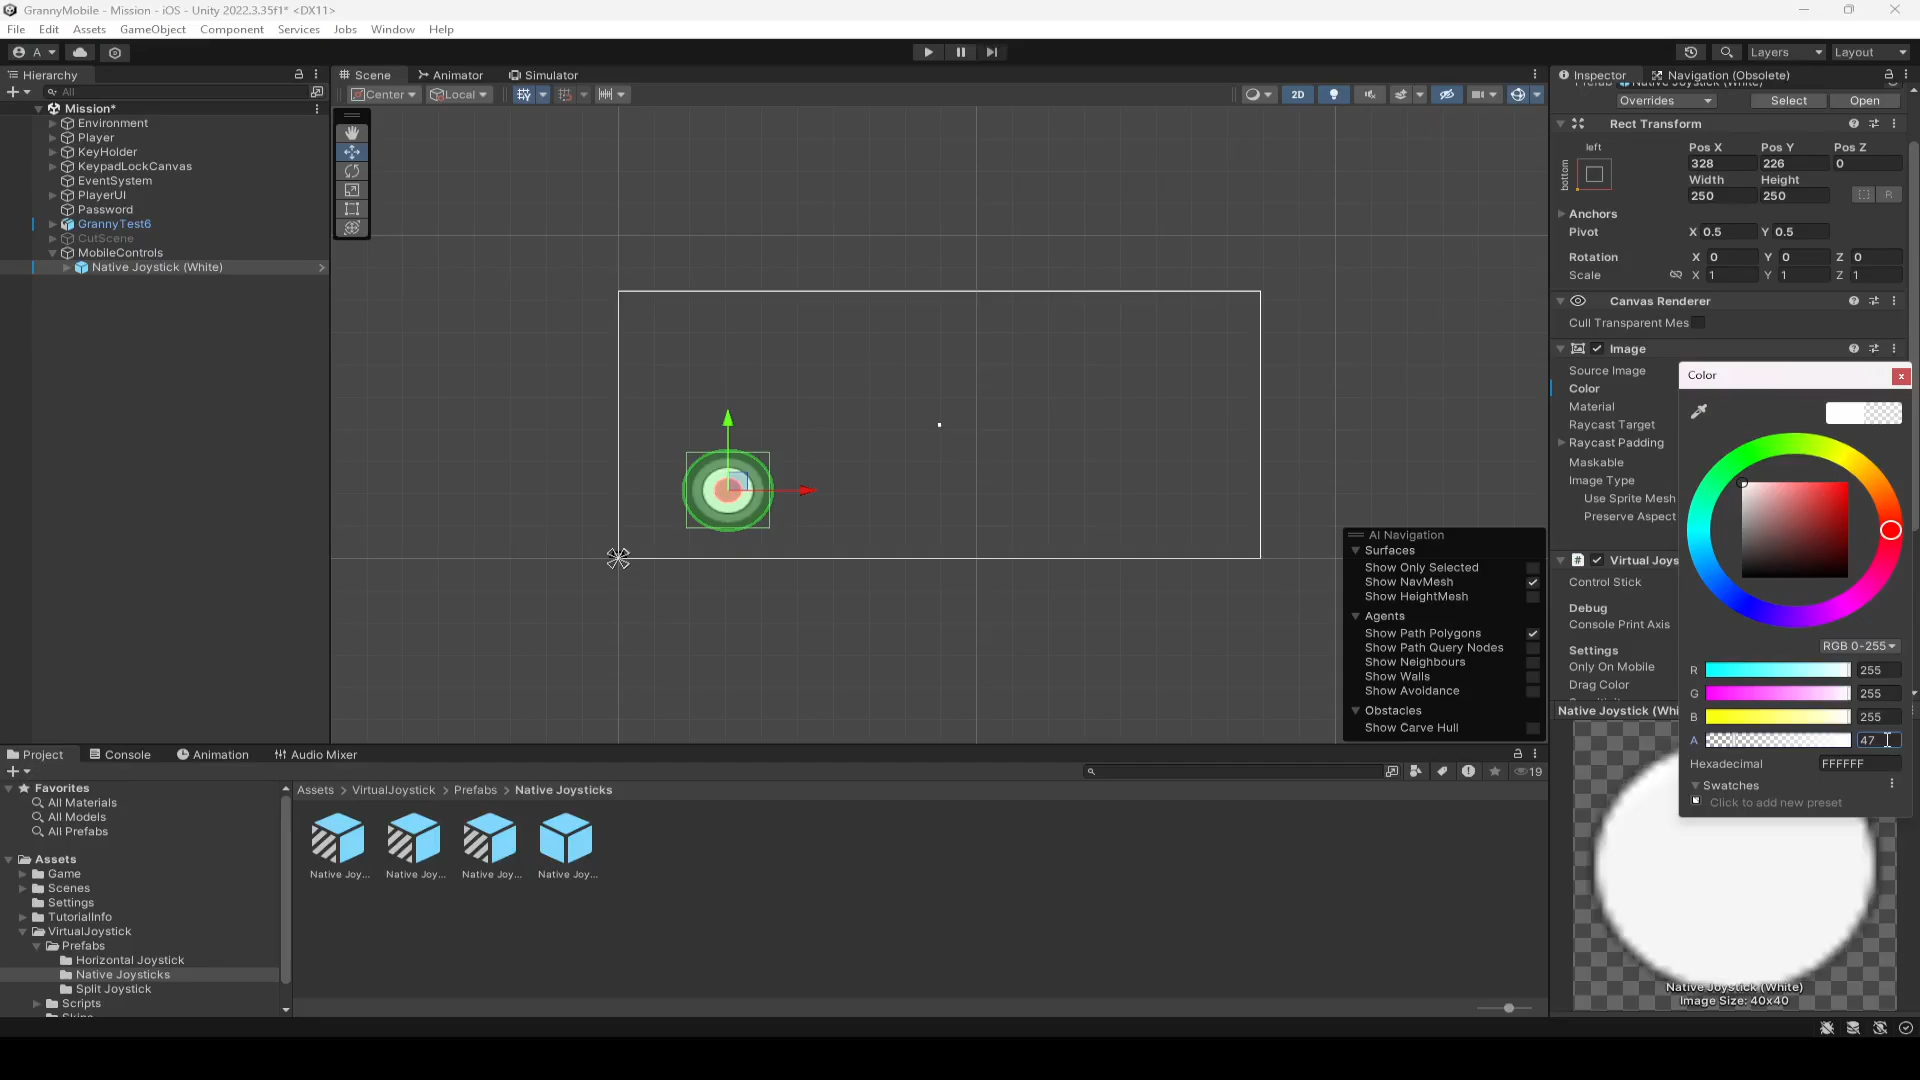 GrannyMobile - Mission - iOS - Unity 2022.3.35f1* <DX11>
File Edit Assets GameObject Component Services Jobs Window Help
A Layers Layout
Hierarchy
All
Mission*
Environment
Player
KeyHolder
KeypadLockCanvas
EventSystem
PlayerUI
Password
GrannyTest6
CutScene
MobileControls
Native Joystick (White)
Scene Animator Simulator
Center Local 2D
AI Navigation
Surfaces
Show Only Selected
Show NavMesh
Show HeightMesh
Agents
Show Path Polygons
Show Path Query Nodes
Show Neighbours
Show Walls
Show Avoidance
Obstacles
Show Carve Hull
Inspector Navigation (Obsolete)
Overrides Select Open
Rect Transform
left
bottom
Pos X Pos Y Pos Z
328 226 0
Width Height
250 250 R
Anchors
Pivot X 0.5 Y 0.5
Rotation X 0 Y 0 Z 0
Scale X 1 Y 1 Z 1
Canvas Renderer
Cull Transparent Mes
Image
Source Image
Color
Material
Raycast Target
Raycast Padding
Maskable
Image Type
Use Sprite Mesh
Preserve Aspect
Virtual Joys
Control Stick
Debug
Console Print Axis
Settings
Only On Mobile
Drag Color
Native Joystick (Whi
Color
RGB 0-255
R 255
G 255
B 255
A 47
Hexadecimal FFFFFF
Swatches
Click to add new preset
Native Joystick (White)
Image Size: 40x40
Project Console Animation Audio Mixer
19
Favorites
All Materials
All Models
All Prefabs
Assets
Game
Scenes
Settings
TutorialInfo
VirtualJoystick
Prefabs
Horizontal Joystick
Native Joysticks
Split Joystick
Scripts
Assets > VirtualJoystick > Prefabs > Native Joysticks
Native Joy... Native Joy... Native Joy... Native Joy...